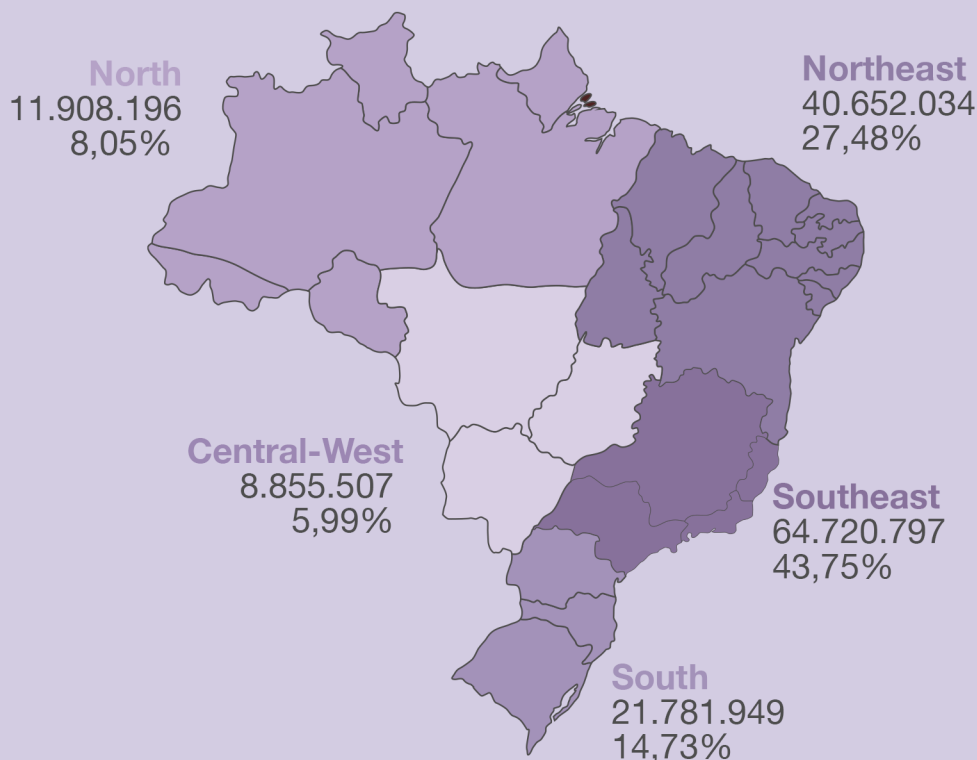 North
11.908.196
8,05%
Northeast
40.652.034
27,48%
Central-West
8.855.507
5,99%
Southeast
64.720.797
43,75%
South
21.781.949
14,73%